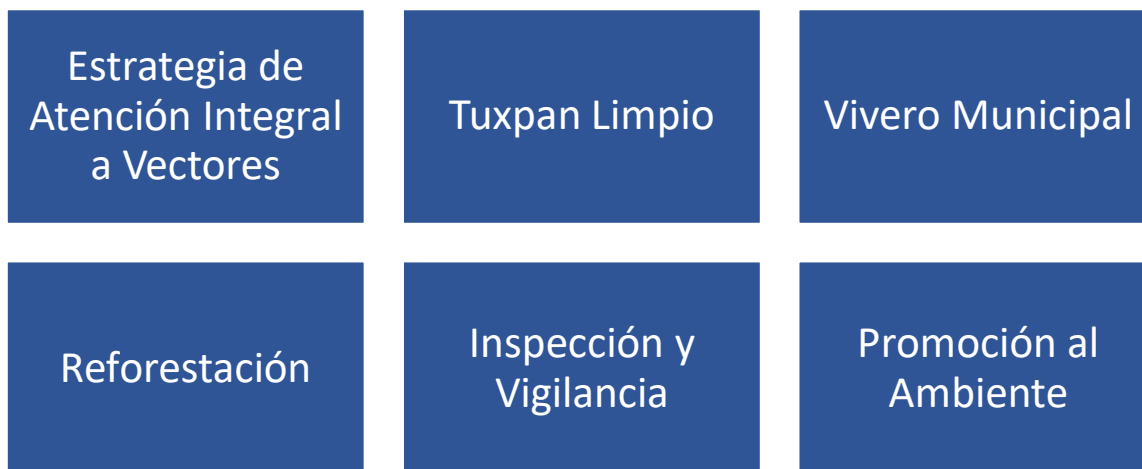 Estrategia de
Atención Integral
a Vectores
Tuxpan Limpio
Vivero Municipal
Reforestación
Inspección y
Vigilancia
Promoción al
Ambiente